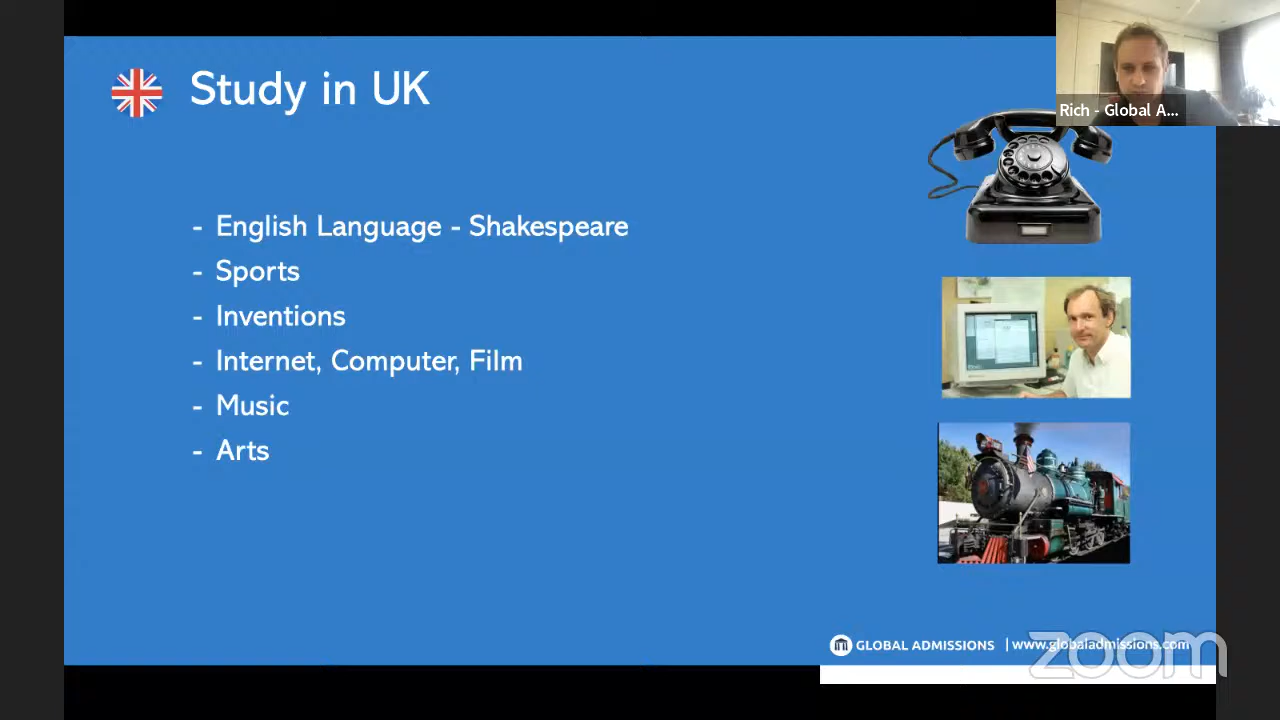 Study in UK
Rich - Global A...
- English Language - Shakespeare
- Sports
- Inventions
- Internet, Computer, Film
- Music
- Arts
GLOBAL ADMISSIONS | www.globaladmissions.com
zoom